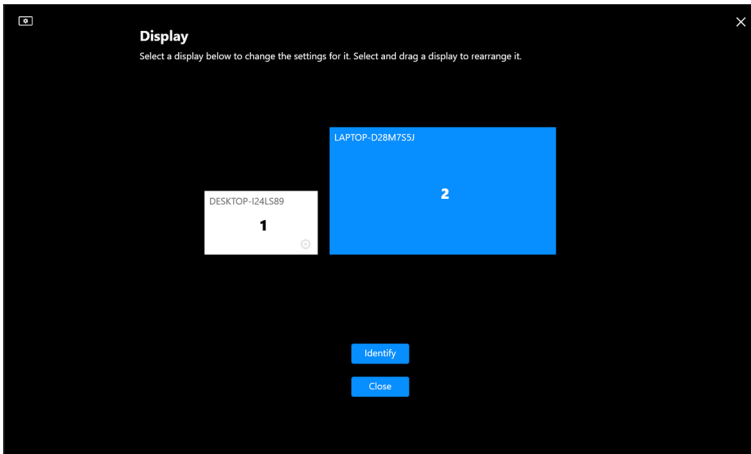 Display
Select a display below to change the settings for it. Select and drag a display to rearrange it.
LAPTOP-D28M7S5J
2
DESKTOP-I24LS89
1
Identify
Close